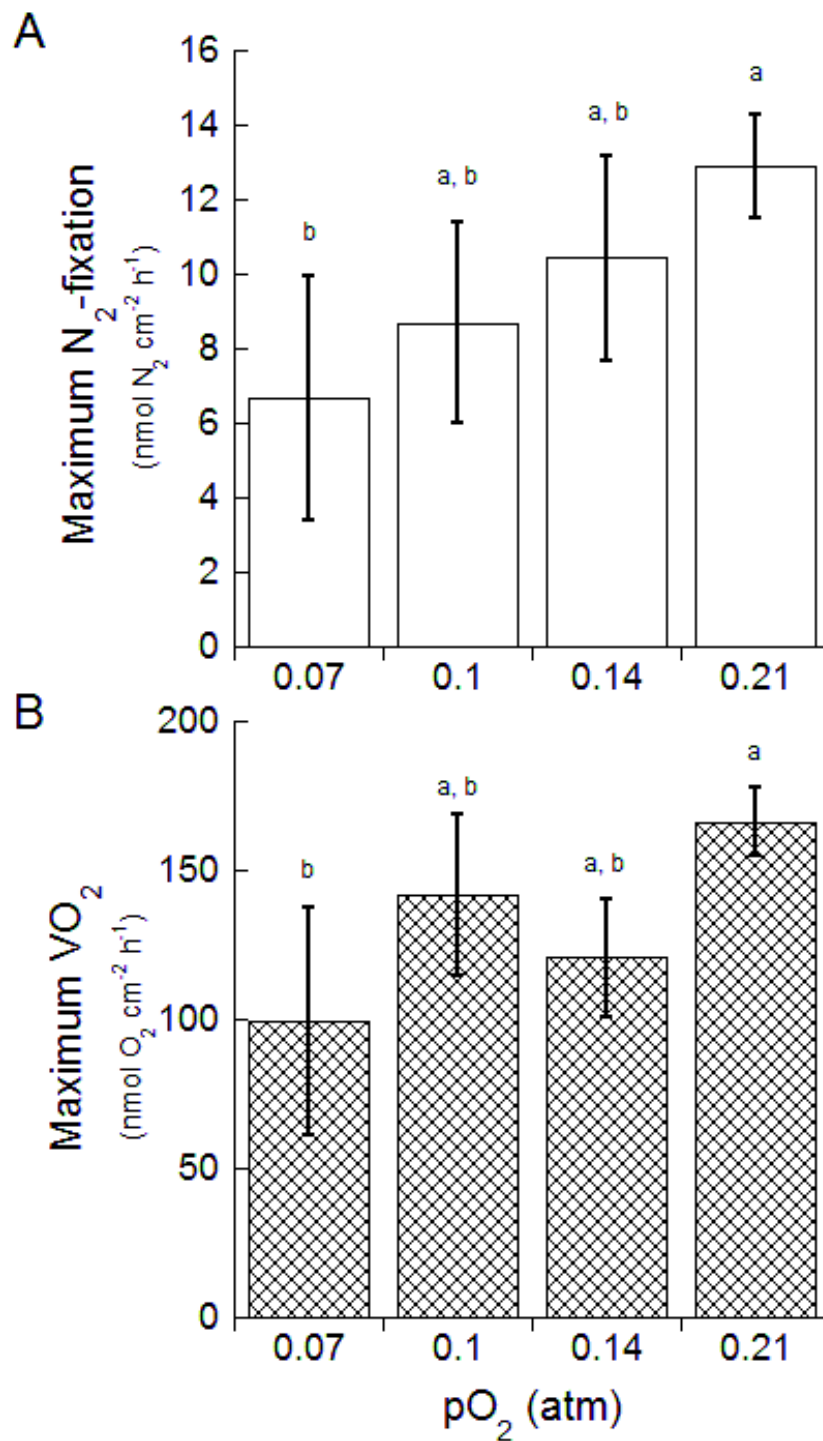 A
Maximum N₂-fixation
(nmol N₂ cm⁻² h⁻¹)
16
14
12
10
8
6
4
2
0
b
a, b
a, b
a
0.07 0.1 0.14 0.21
B
Maximum VO₂
(nmol O₂ cm⁻² h⁻¹)
200
150
100
50
0
b
a, b
a, b
a
0.07 0.1 0.14 0.21
pO₂ (atm)